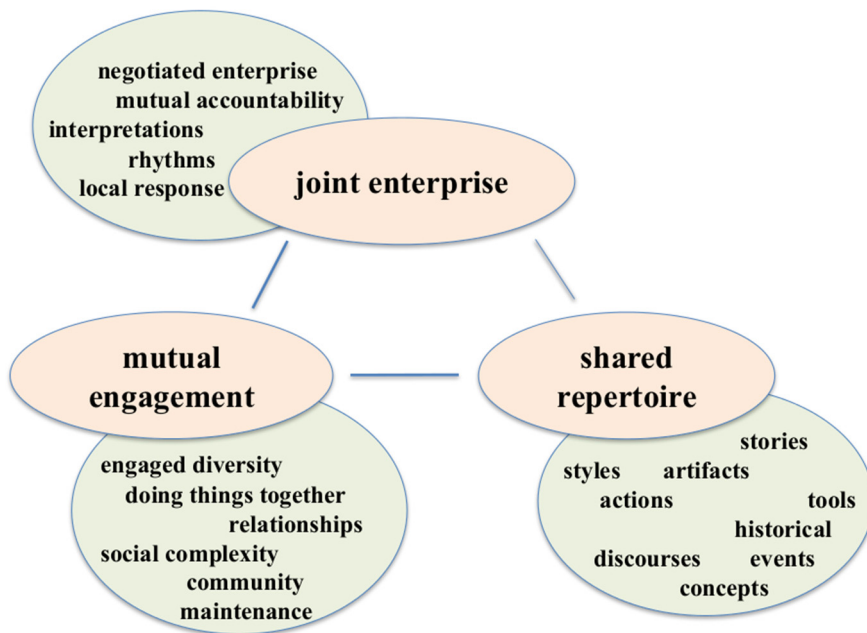 negotiated enterprise
mutual accountability
interpretations
rhythms
local response
joint enterprise
mutual
engagement
engaged diversity
doing things together
relationships
social complexity
community
maintenance
shared
repertoire
stories
styles artifacts
actions tools
historical
discourses events
concepts